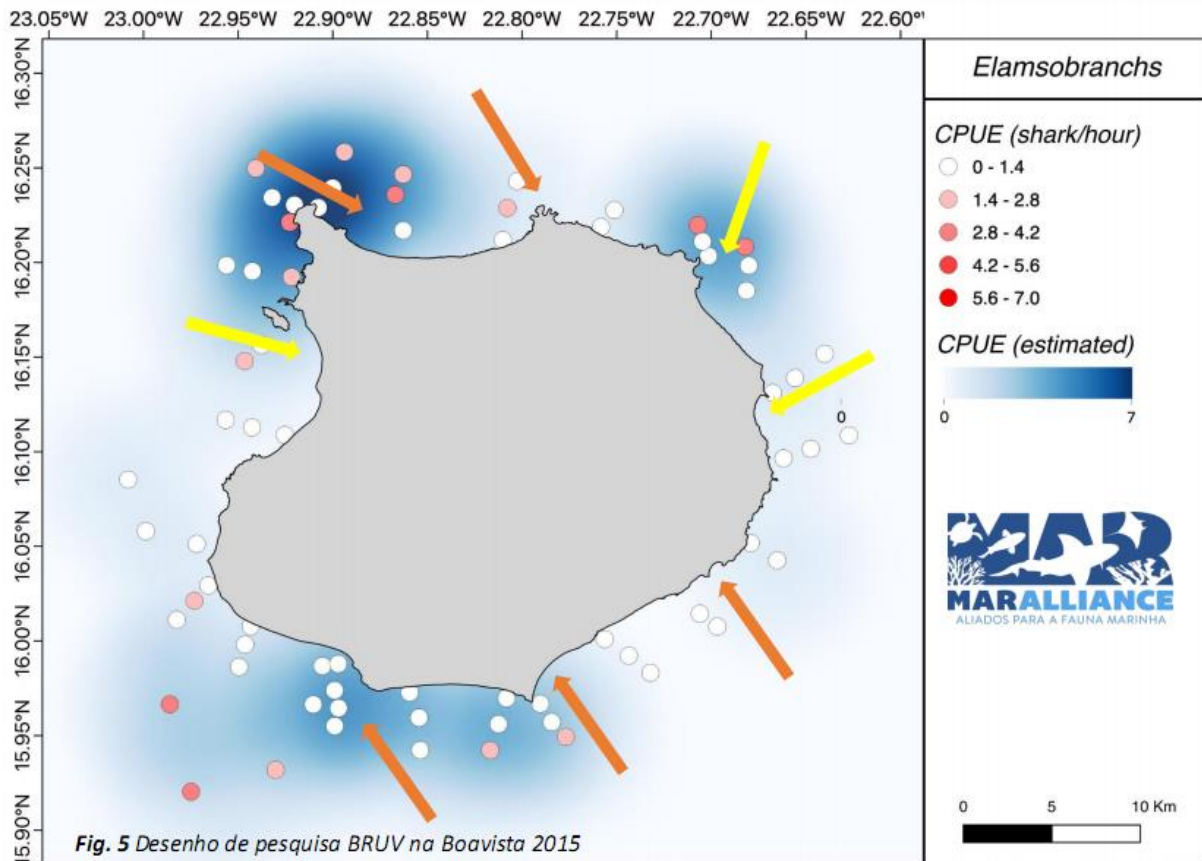 23.05°W 23.00°W 22.95°W 22.90°W 22.85°W 22.80°W 22.75°W 22.70°W 22.65°W 22.60°
16.30°N
16.25°N
16.20°N
16.15°N
16.10°N
16.05°N
16.00°N
15.95°N
15.90°N
0
Fig. 5 Desenho de pesquisa BRUV na Boavista 2015
Elamsobranchs
CPUE (shark/hour)
0 - 1.4
1.4 - 2.8
2.8 - 4.2
4.2 - 5.6
5.6 - 7.0
CPUE (estimated)
0 7
MAR
MARALLIANCE
ALIADOS PARA A FAUNA MARINHA
0 5 10 Km